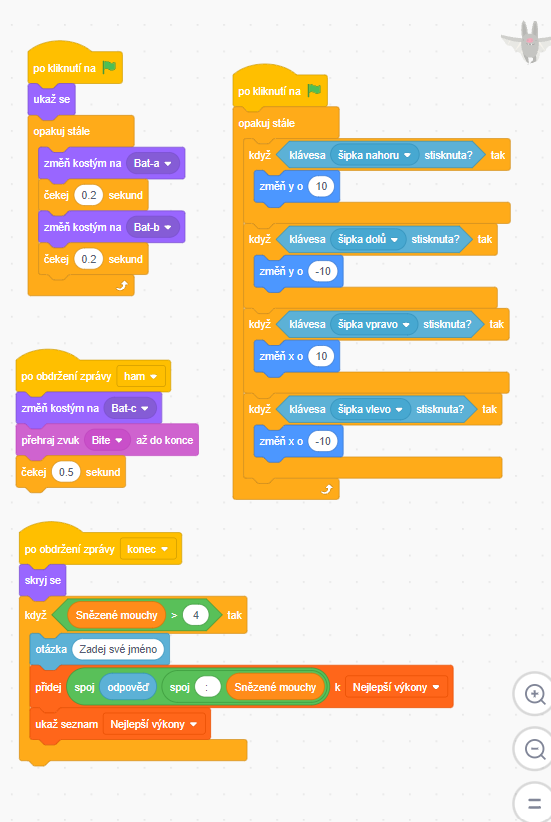 po kliknutí na
ukaž se
opakuj stále
změň kostým na Bat-a
čekej 0.2 sekund
změň kostým na Bat-b
čekej 0.2 sekund
po kliknutí na
opakuj stále
když klávesa šipka nahoru stisknuta? tak
změň y o 10
když klávesa šipka dolů stisknuta? tak
změň y o -10
když klávesa šipka vpravo stisknuta? tak
změň x o 10
když klávesa šipka vlevo stisknuta? tak
změň x o -10
po obdržení zprávy ham
změň kostým na Bat-c
přehraj zvuk Bite až do konce
čekej 0.5 sekund
po obdržení zprávy konec
skryj se
když Snězené mouchy > 4 tak
otázka Zadej své jméno
přidej spoj odpověď spoj : Snězené mouchy k Nejlepší výkony
ukaž seznam Nejlepší výkony